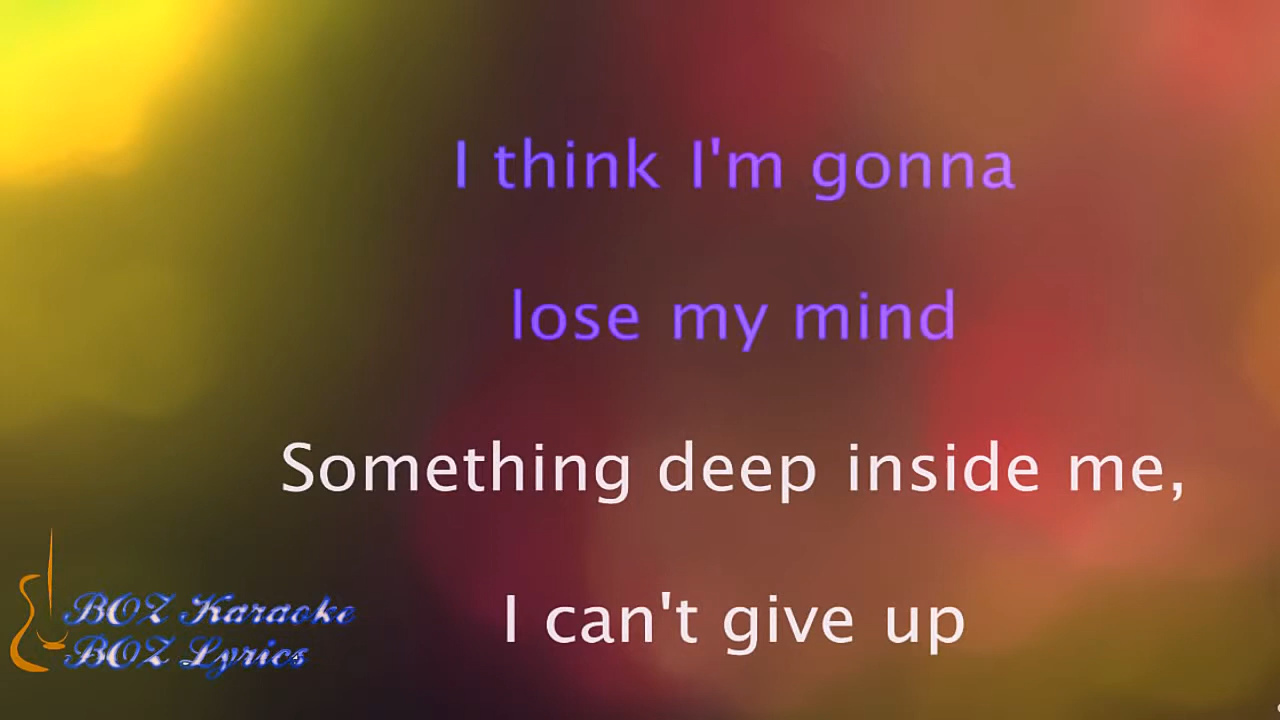 I think I'm gonna
lose my mind
Something deep inside me,
I can't give up
BOZ Karaoke
BOZ Lyrics